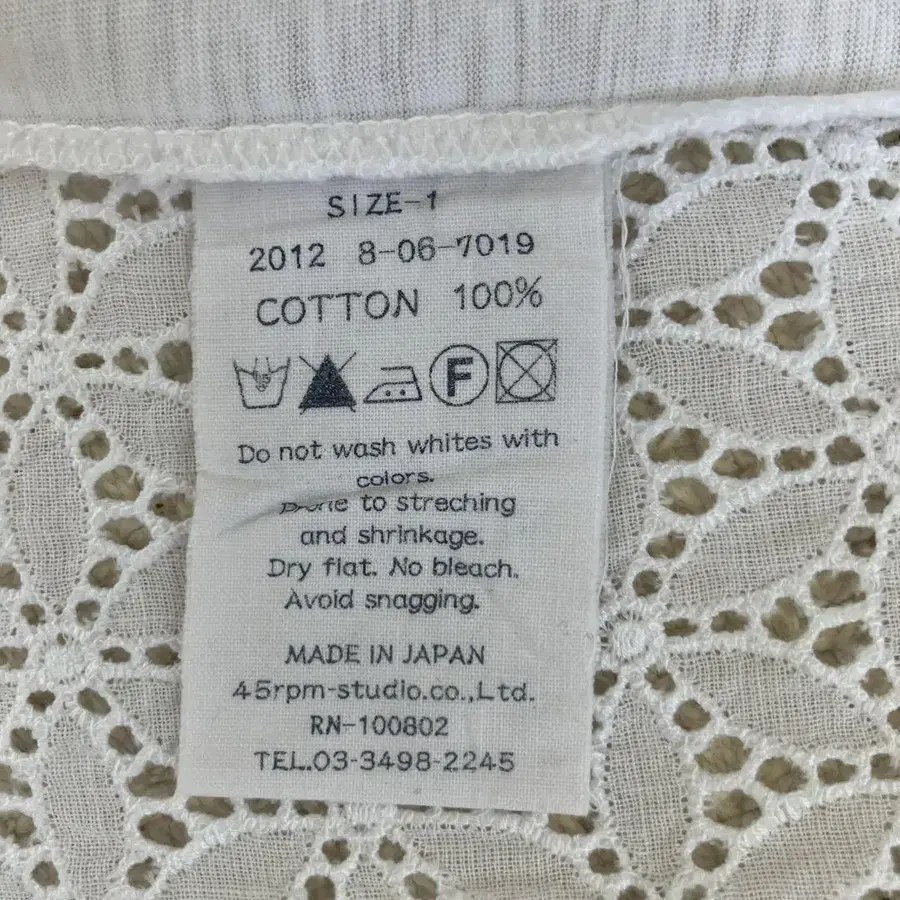 SIZE-1
2012 8-06-7019
COTTON 100%
F
Do not wash whites with
colors.
to streching
and shrinkage.
Dry flat. No bleach.
Avoid snagging.
MADE IN JAPAN
45rpm-studio.co.,Ltd.
RN-100802
TEL.03-3498-2245